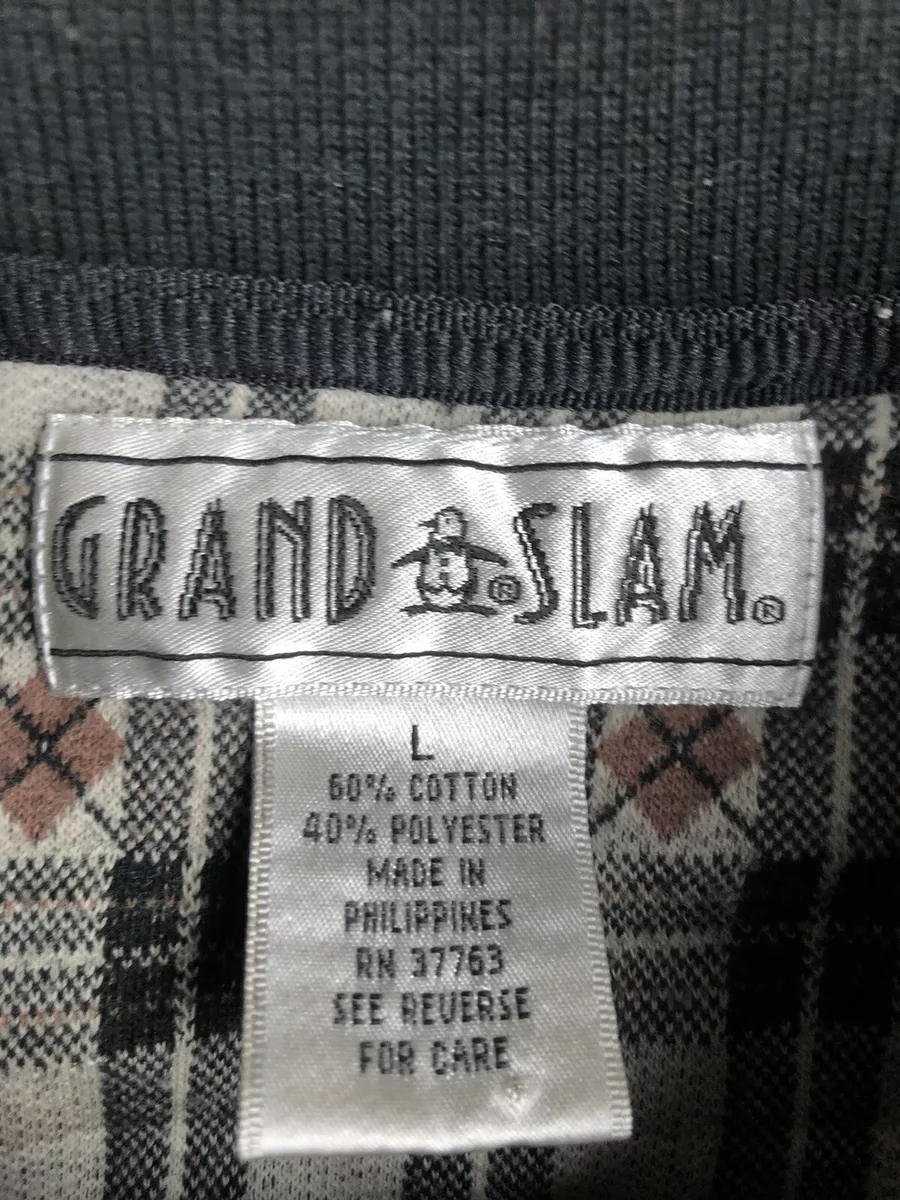 GRAND ® SLAM®
L
60% COTTON
40% POLYESTER
MADE IN
PHILIPPINES
RN 37763
SEE REVERSE
FOR CARE